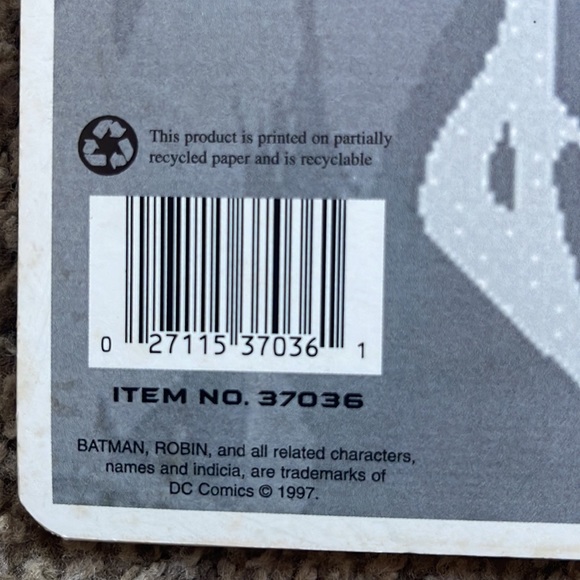 This product is printed on partially
recycled paper and is recyclable
0 27115 37036 1
ITEM NO. 37036
BATMAN, ROBIN, and all related characters,
names and indicia, are trademarks of
DC Comics © 1997.